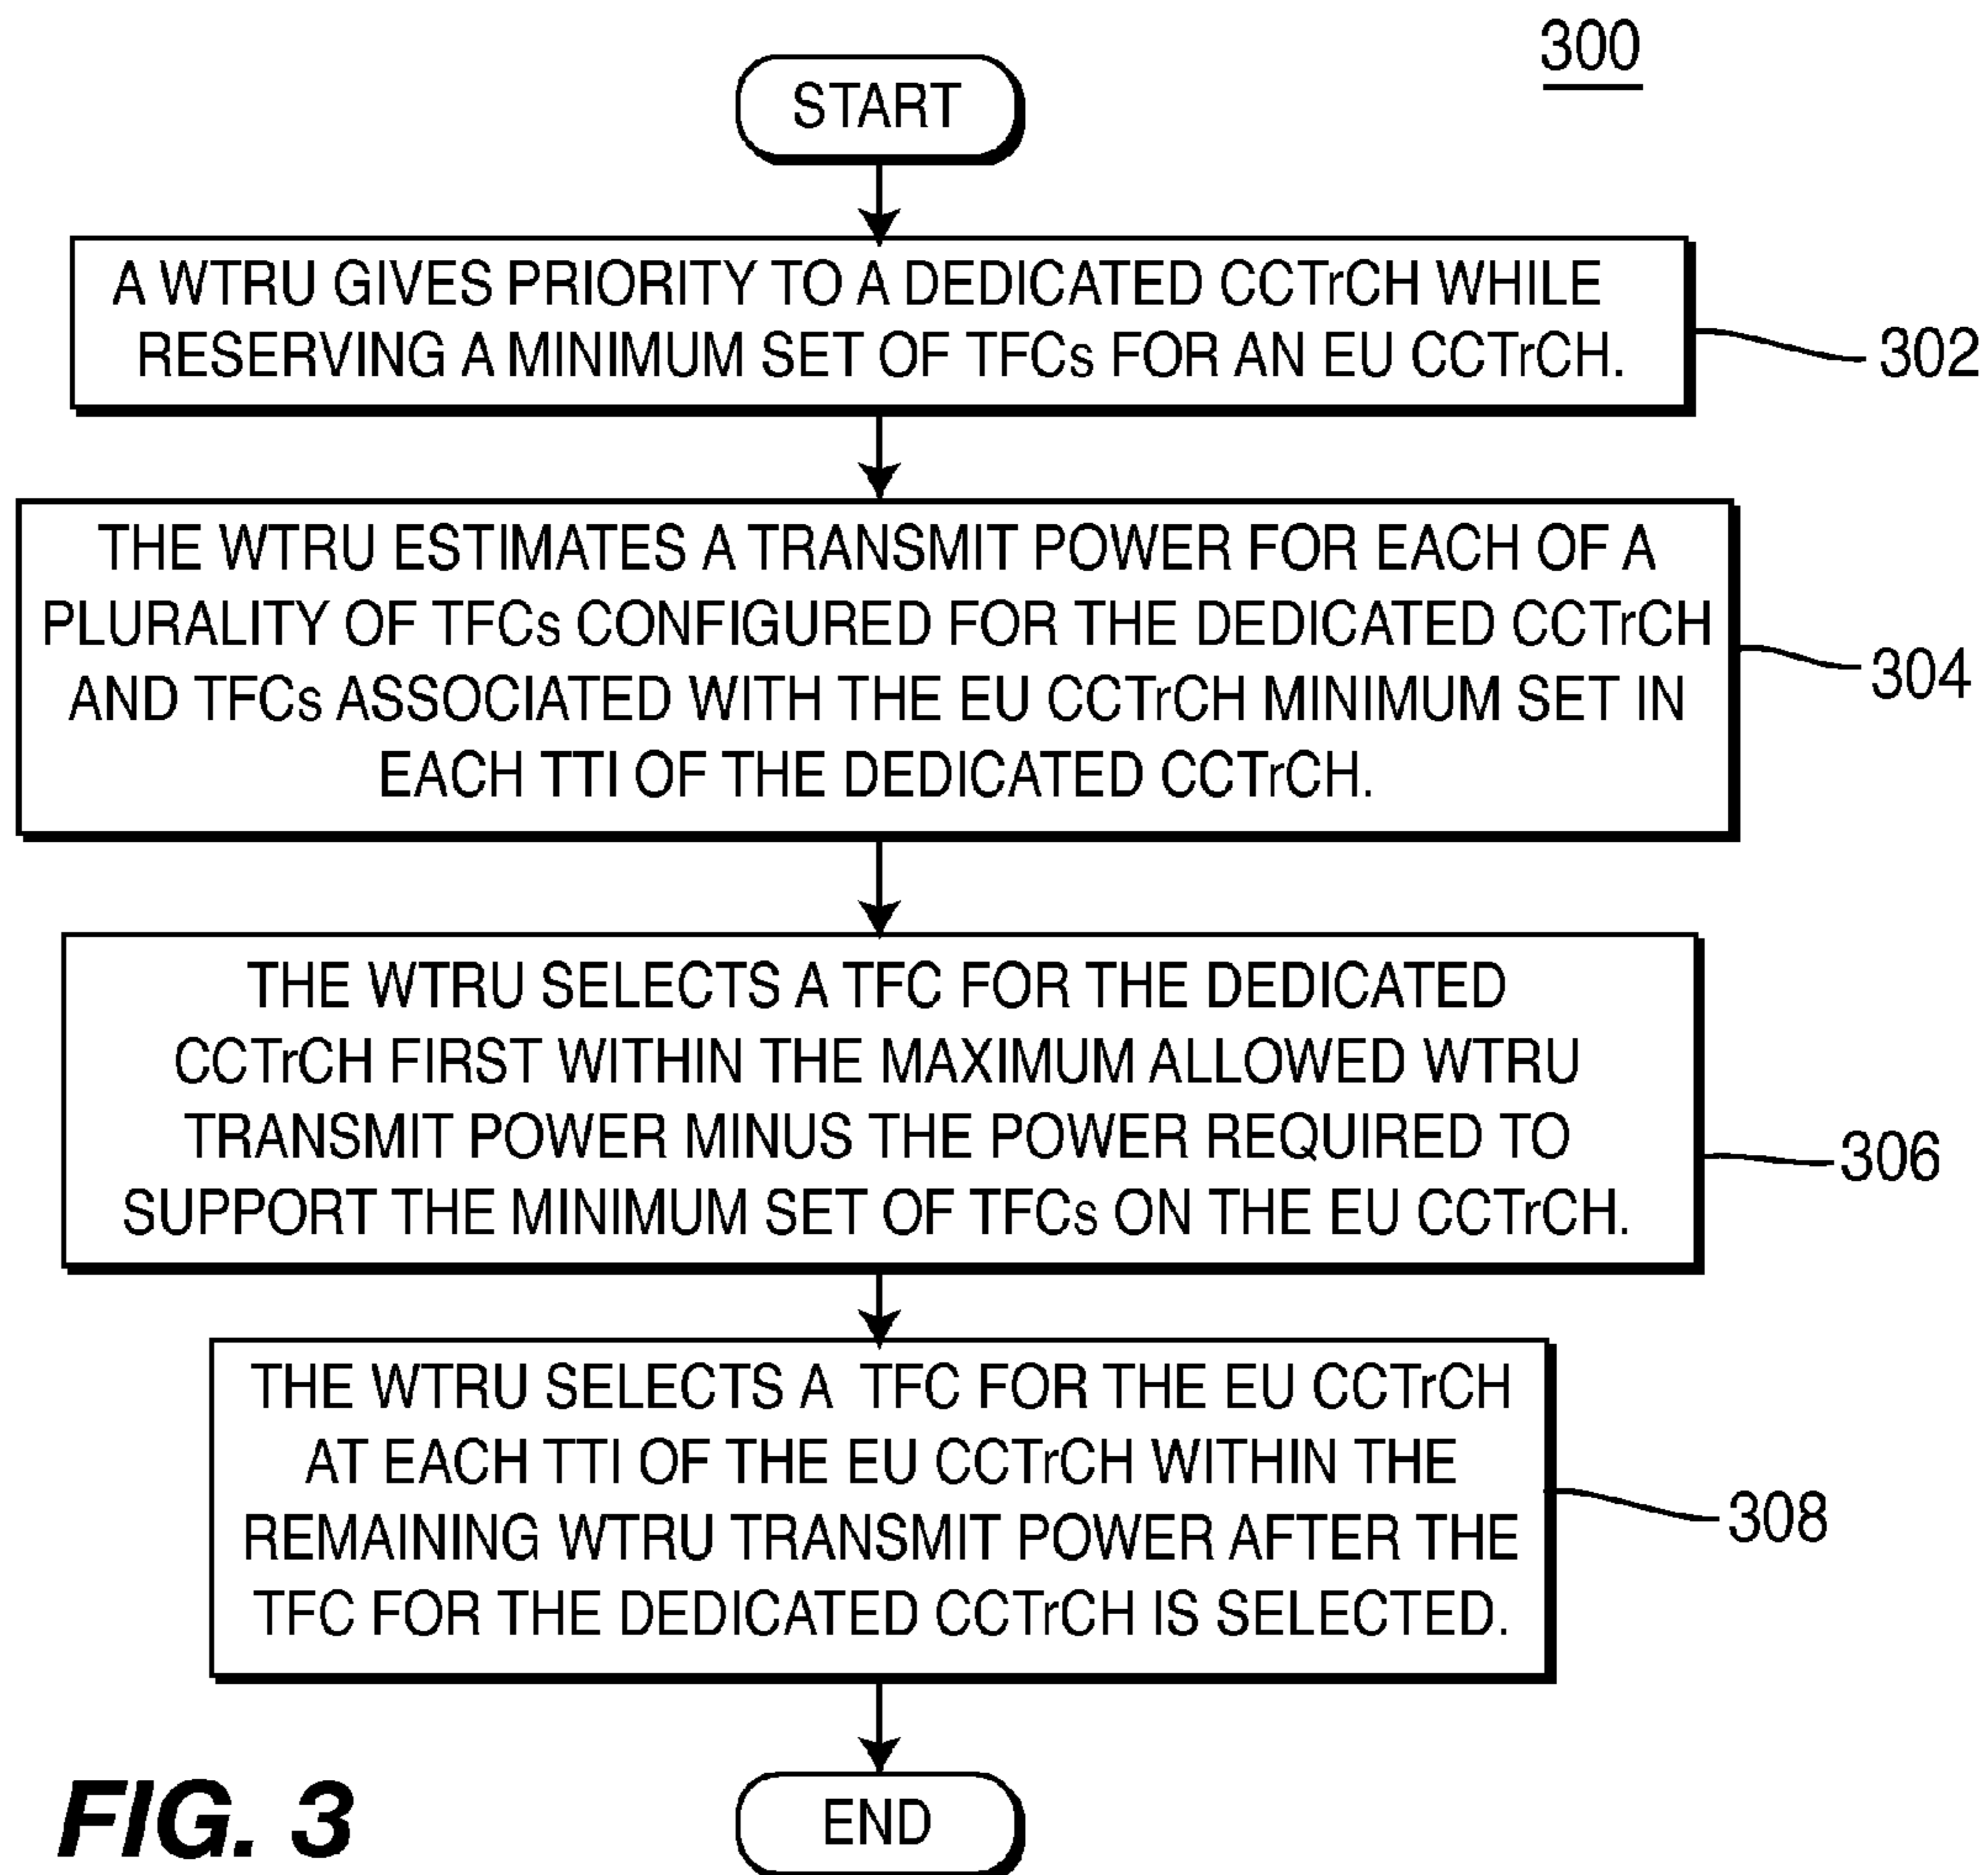 300
START
A WTRU GIVES PRIORITY TO A DEDICATED CCTrCH WHILE
RESERVING A MINIMUM SET OF TFCs FOR AN EU CCTrCH.
302
THE WTRU ESTIMATES A TRANSMIT POWER FOR EACH OF A
PLURALITY OF TFCs CONFIGURED FOR THE DEDICATED CCTrCH
AND TFCs ASSOCIATED WITH THE EU CCTrCH MINIMUM SET IN
EACH TTI OF THE DEDICATED CCTrCH.
304
THE WTRU SELECTS A TFC FOR THE DEDICATED
CCTrCH FIRST WITHIN THE MAXIMUM ALLOWED WTRU
TRANSMIT POWER MINUS THE POWER REQUIRED TO
SUPPORT THE MINIMUM SET OF TFCs ON THE EU CCTrCH.
306
THE WTRU SELECTS A TFC FOR THE EU CCTrCH
AT EACH TTI OF THE EU CCTrCH WITHIN THE
REMAINING WTRU TRANSMIT POWER AFTER THE
TFC FOR THE DEDICATED CCTrCH IS SELECTED.
308
END
FIG. 3